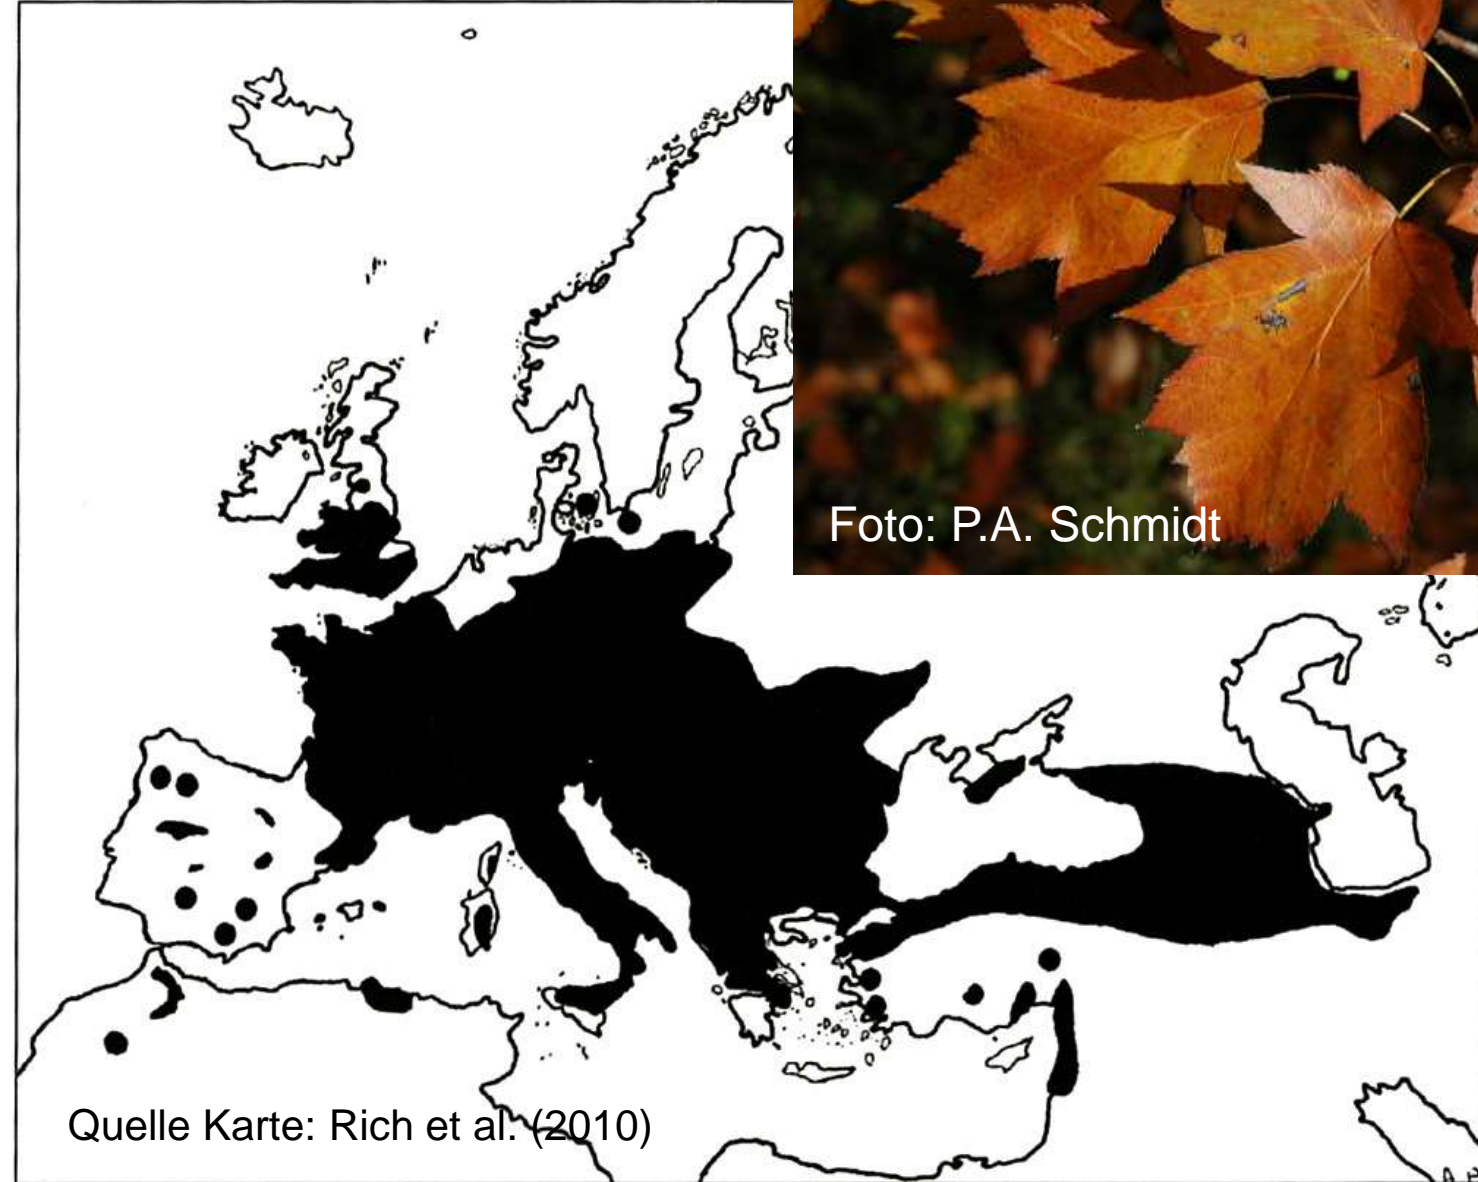 Foto: P.A. Schmidt
Quelle Karte: Rich et al. (2010)